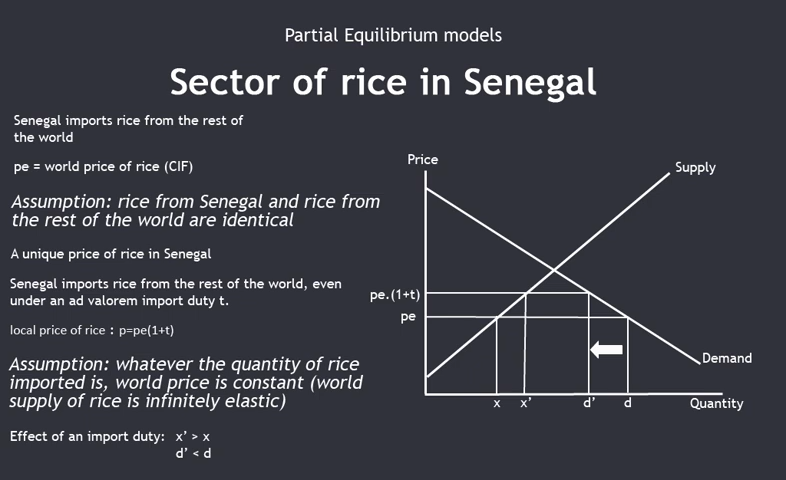 Partial Equilibrium models
Sector of rice in Senegal
Senegal imports rice from the rest of
the world
pe = world price of rice (CIF)
Assumption: rice from Senegal and rice from
the rest of the world are identical
A unique price of rice in Senegal
Senegal imports rice from the rest of the world, even
under an ad valorem import duty t.
local price of rice : p=pe(1+t)
Assumption: whatever the quantity of rice
imported is, world price is constant (world
supply of rice is infinitely elastic)
Effect of an import duty: x’ > x
d’ < d
Price
Supply
pe.(1+t)
pe
Demand
x x’ d’ d
Quantity